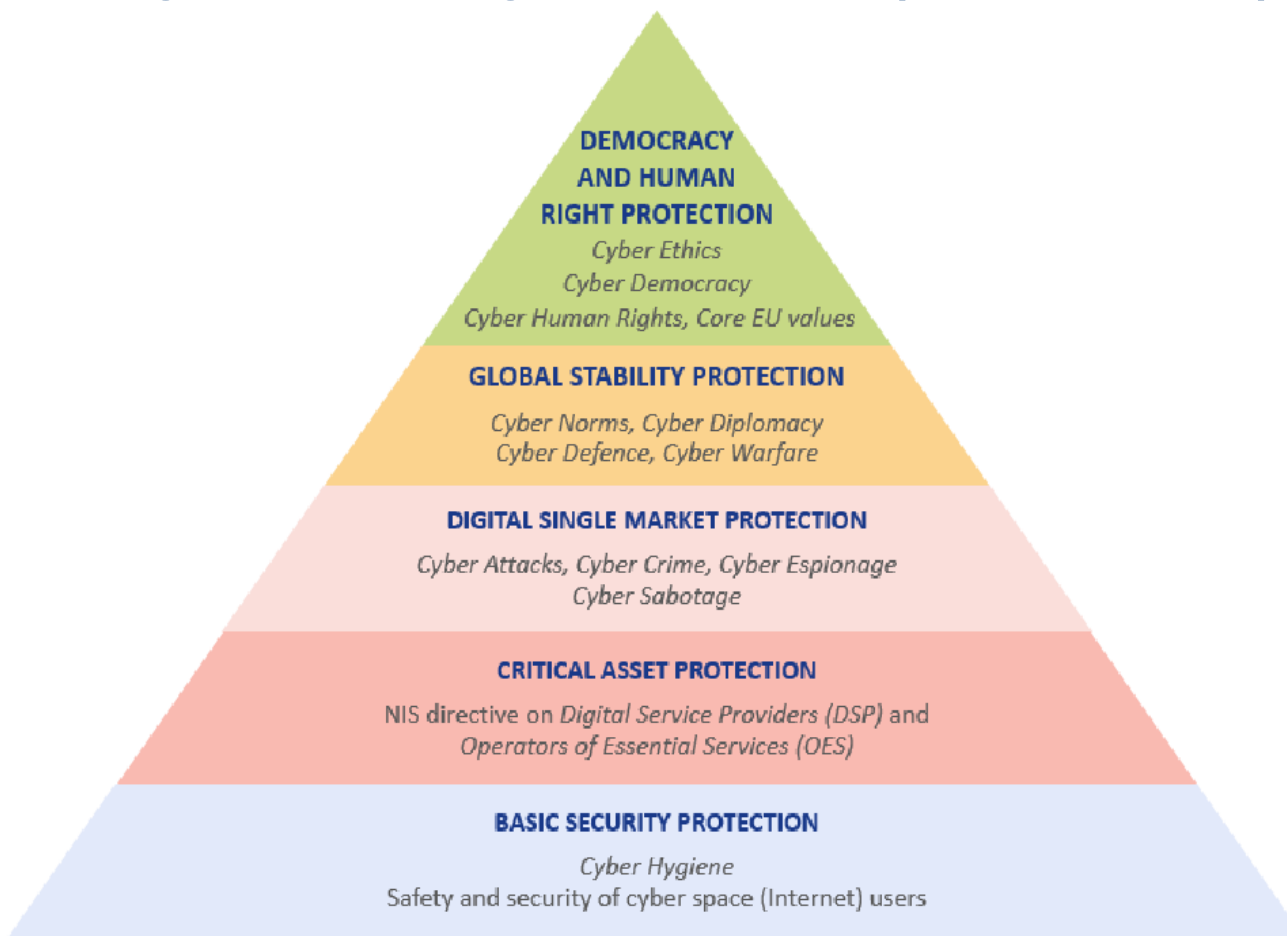 DEMOCRACY
AND HUMAN
RIGHT PROTECTION
Cyber Ethics
Cyber Democracy
Cyber Human Rights, Core EU values
GLOBAL STABILITY PROTECTION
Cyber Norms, Cyber Diplomacy
Cyber Defence, Cyber Warfare
DIGITAL SINGLE MARKET PROTECTION
Cyber Attacks, Cyber Crime, Cyber Espionage
Cyber Sabotage
CRITICAL ASSET PROTECTION
NIS directive on Digital Service Providers (DSP) and
Operators of Essential Services (OES)
BASIC SECURITY PROTECTION
Cyber Hygiene
Safety and security of cyber space (Internet) users